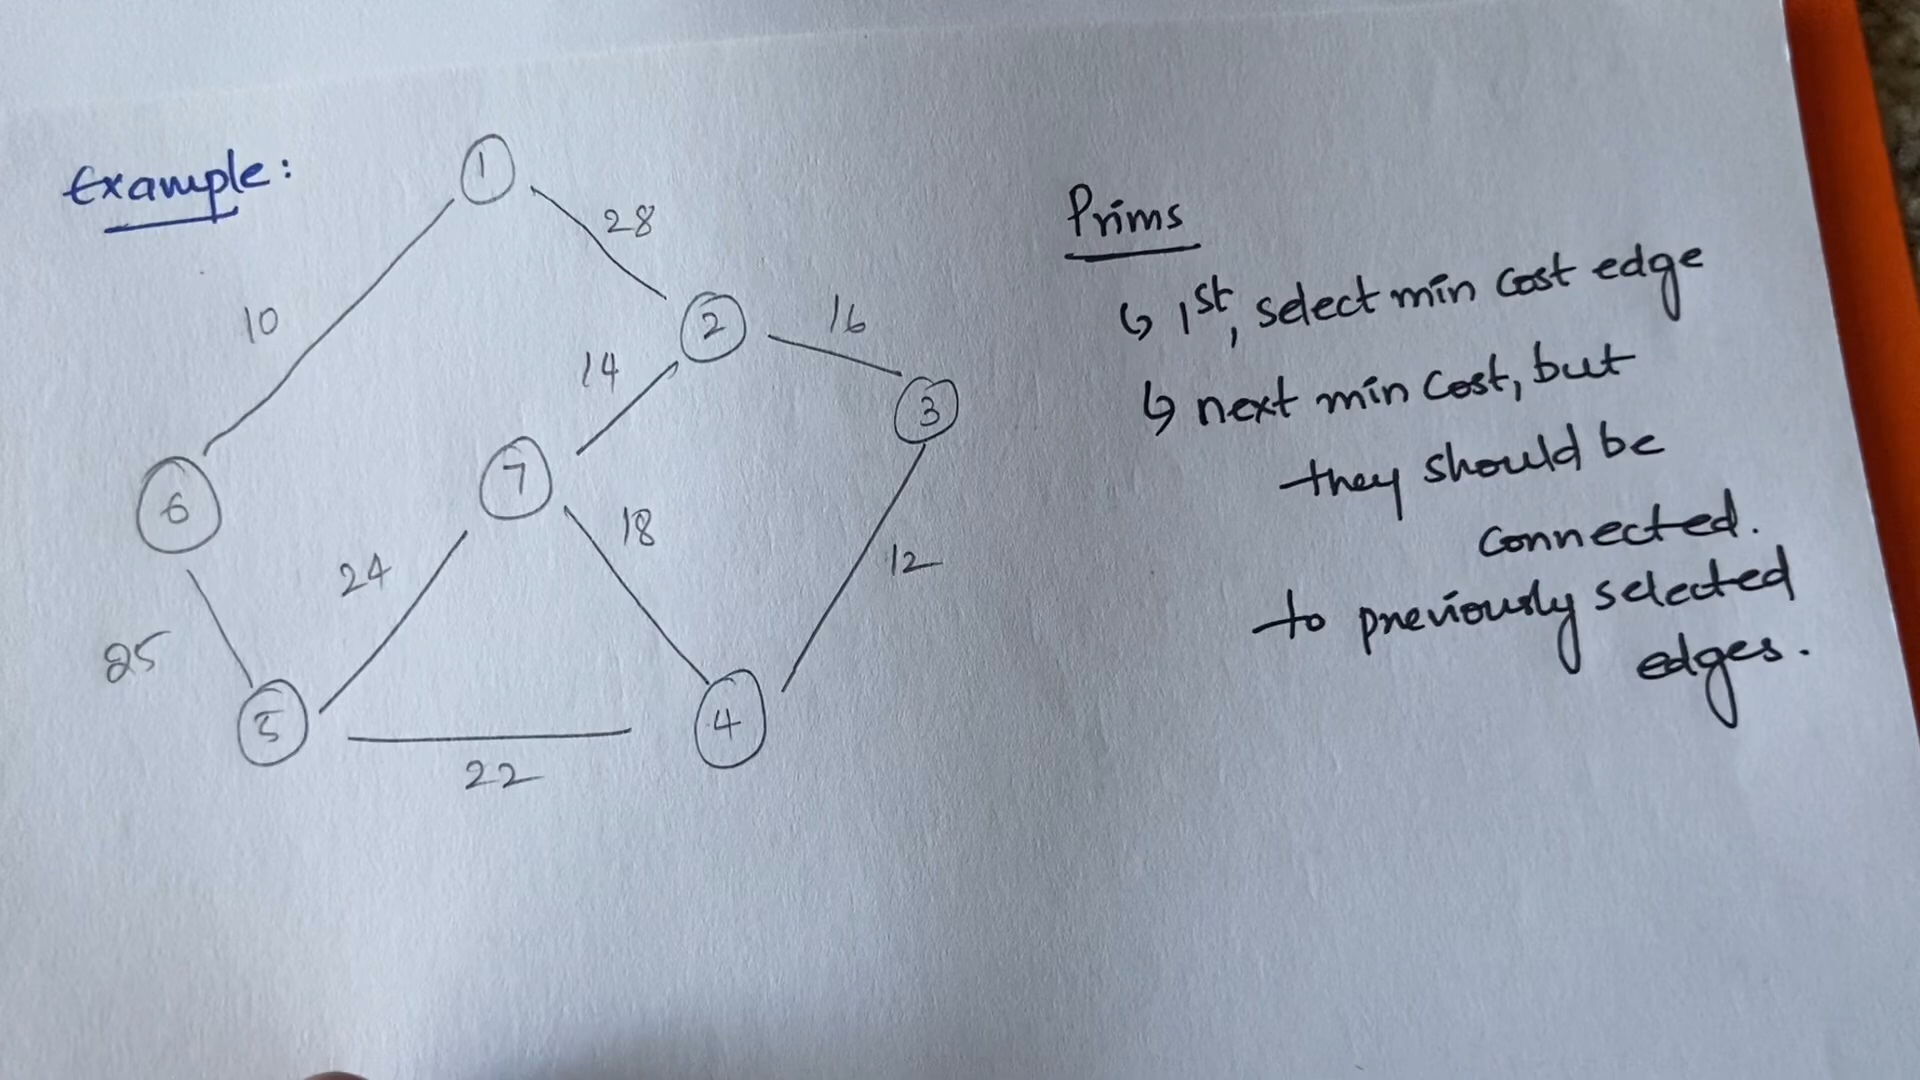 Example:
1
28
2
16
3
10
14
7
6
18
12
24
25
5
4
22
Prims
↳ 1st, select min cost edge
↳ next min cost, but
they should be
connected.
to previously selected
edges.